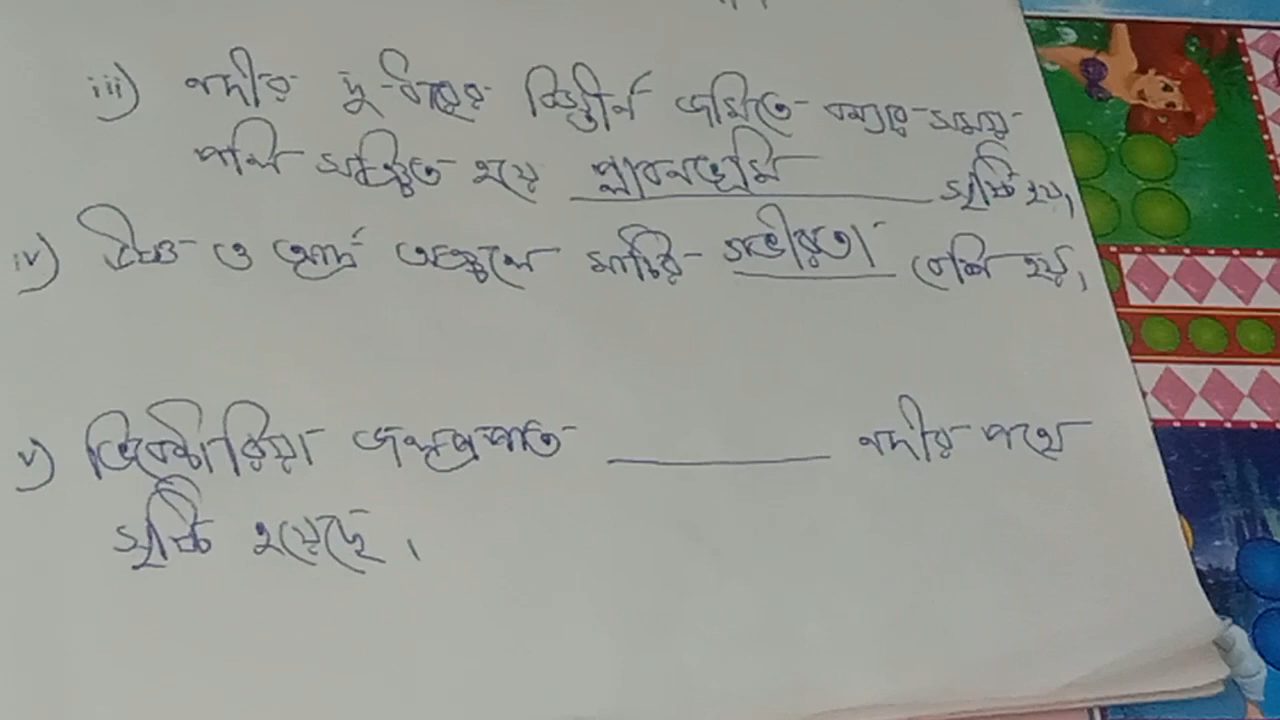 iii) নদীর দু-ধারের বিস্তীর্ণ জমিতে বন্যার সময়
পলি সঞ্চিত হয়ে প্লাবনভূমি সৃষ্টি হয়।
iv) উষ্ণ ও আর্দ্র অঞ্চলে মাটির গভীরতা বেশি হয়।
v) ভিক্টোরিয়া জলপ্রপাত ________ নদীর পথে
সৃষ্টি হয়েছে।